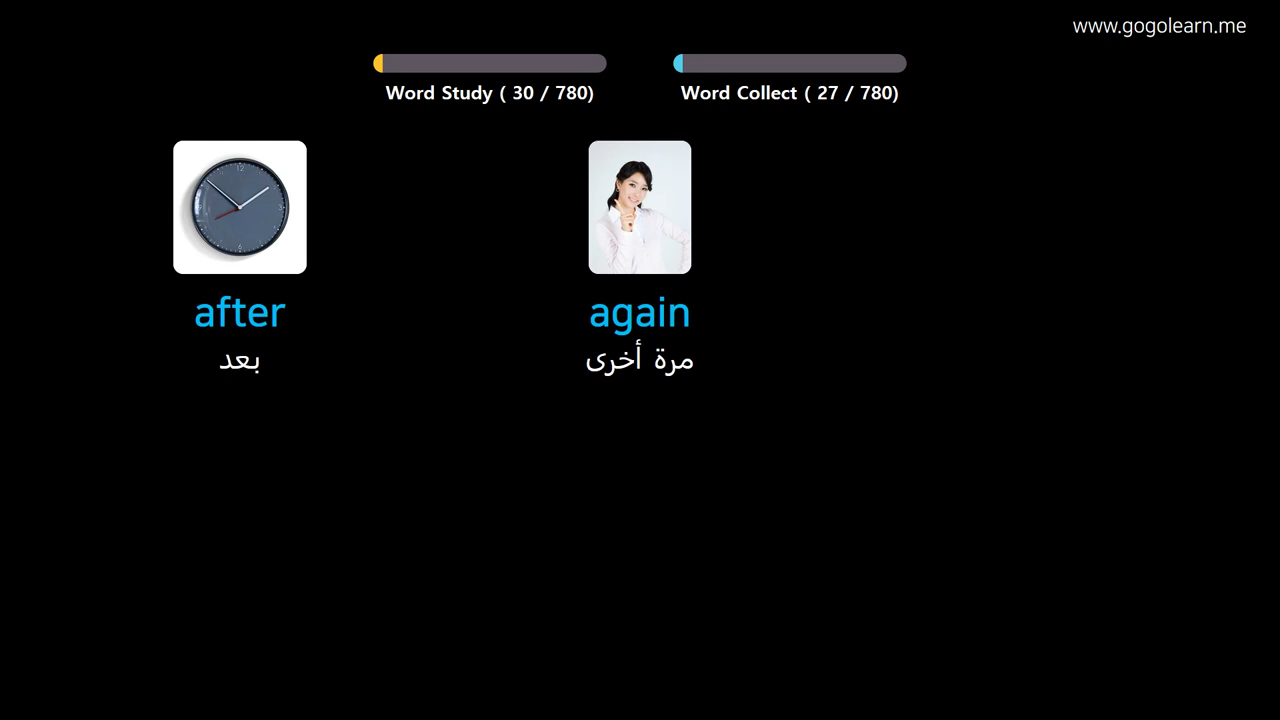 www.gogolearn.me
Word Study ( 30 / 780)
Word Collect ( 27 / 780)
after
بعد
again
مرة أخرى